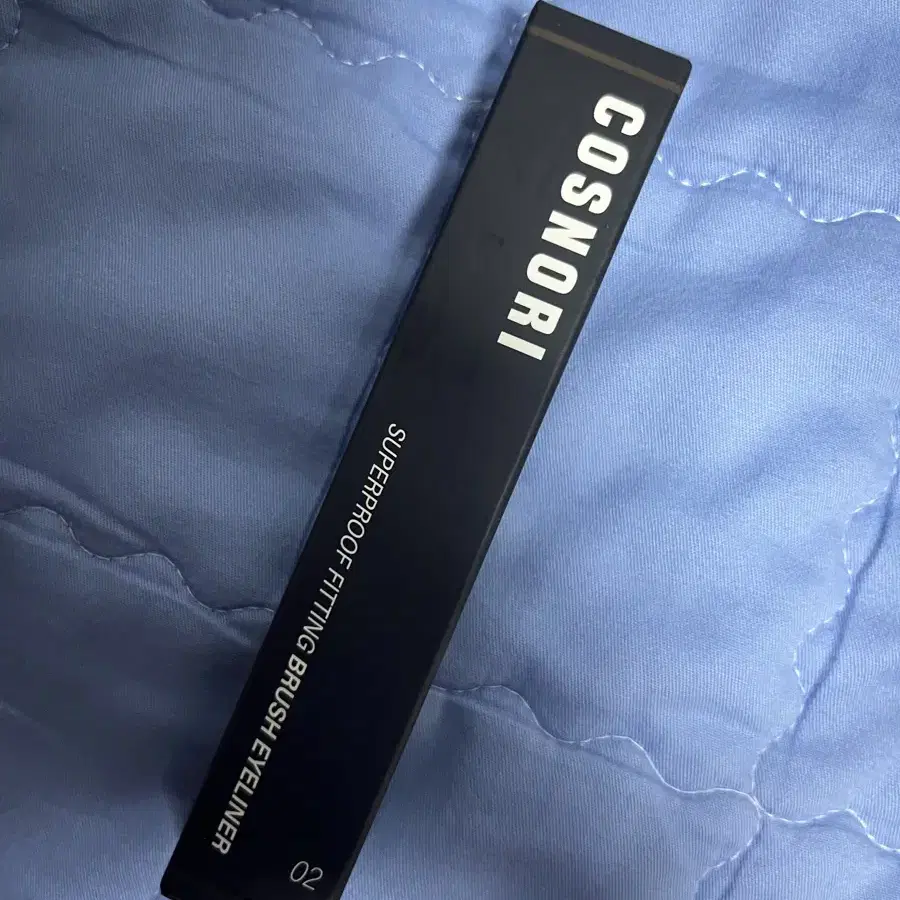 COSNORI
SUPERPROOF FITTING BRUSH EYELINER
02